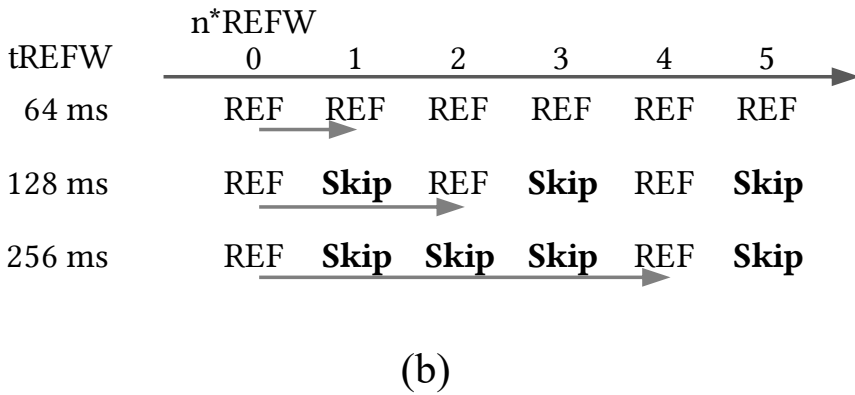 n*REFW
tREFW 0 1 2 3 4 5
64 ms REF REF REF REF REF REF
128 ms REF Skip REF Skip REF Skip
256 ms REF Skip Skip Skip REF Skip
(b)